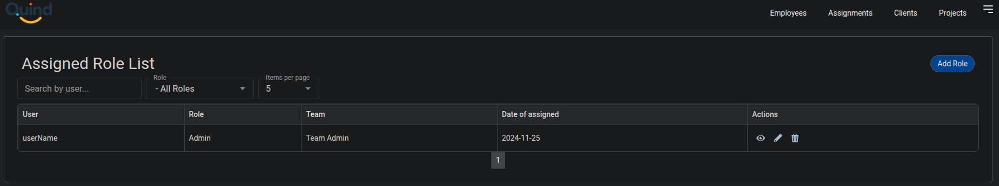 Quind
Employees Assignments Clients Projects
Assigned Role List
Add Role
Role
Items per page
Search by user...
- All Roles
5
User Role Team Date of assigned Actions
userName Admin Team Admin 2024-11-25
1